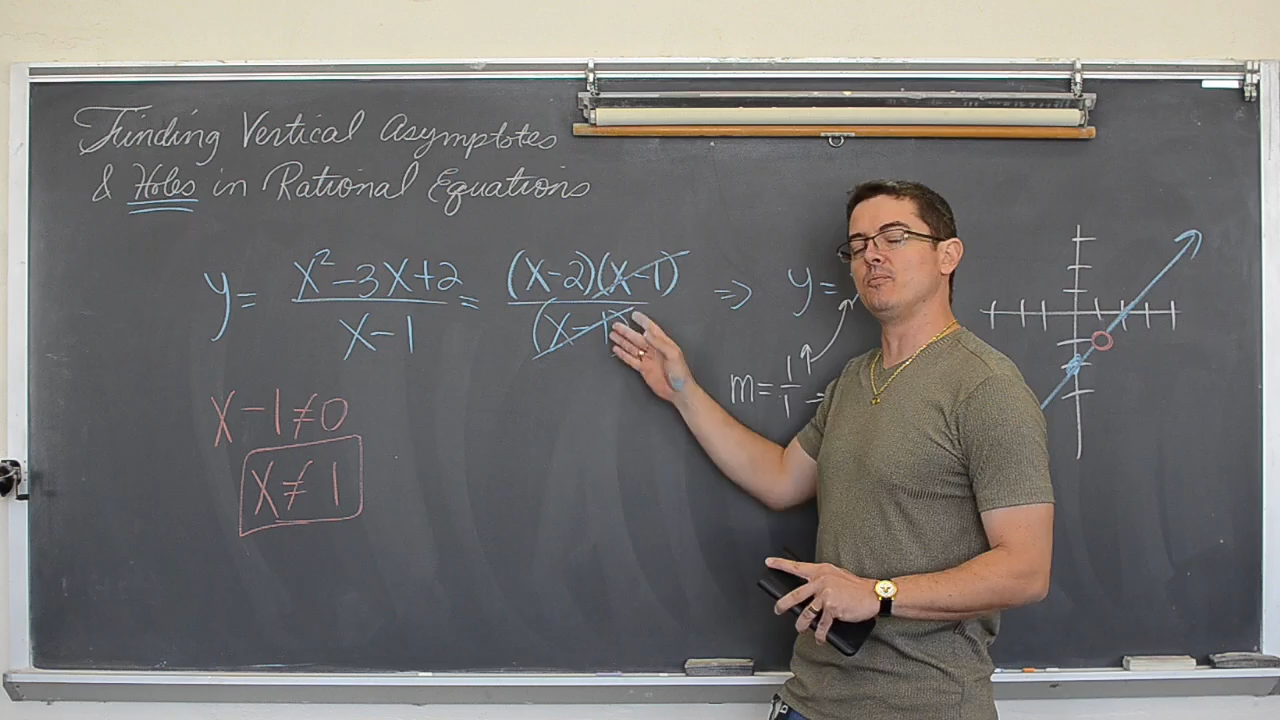 Finding Vertical Asymptotes
& Holes in Rational Equations
y = x² - 3x + 2 / x - 1 = (x - 2)(x - 1) / (x - 1) ⇒ y =
m = 1/1 =
x - 1 ≠ 0
x ≠ 1